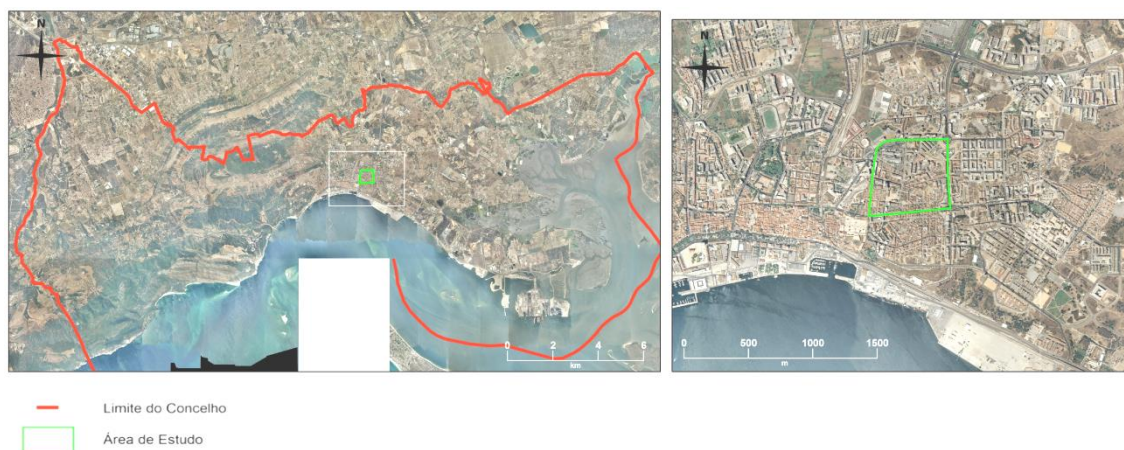 N
0 2 4 6
km
N
0 500 1000 1500
m
Limite do Concelho
Área de Estudo